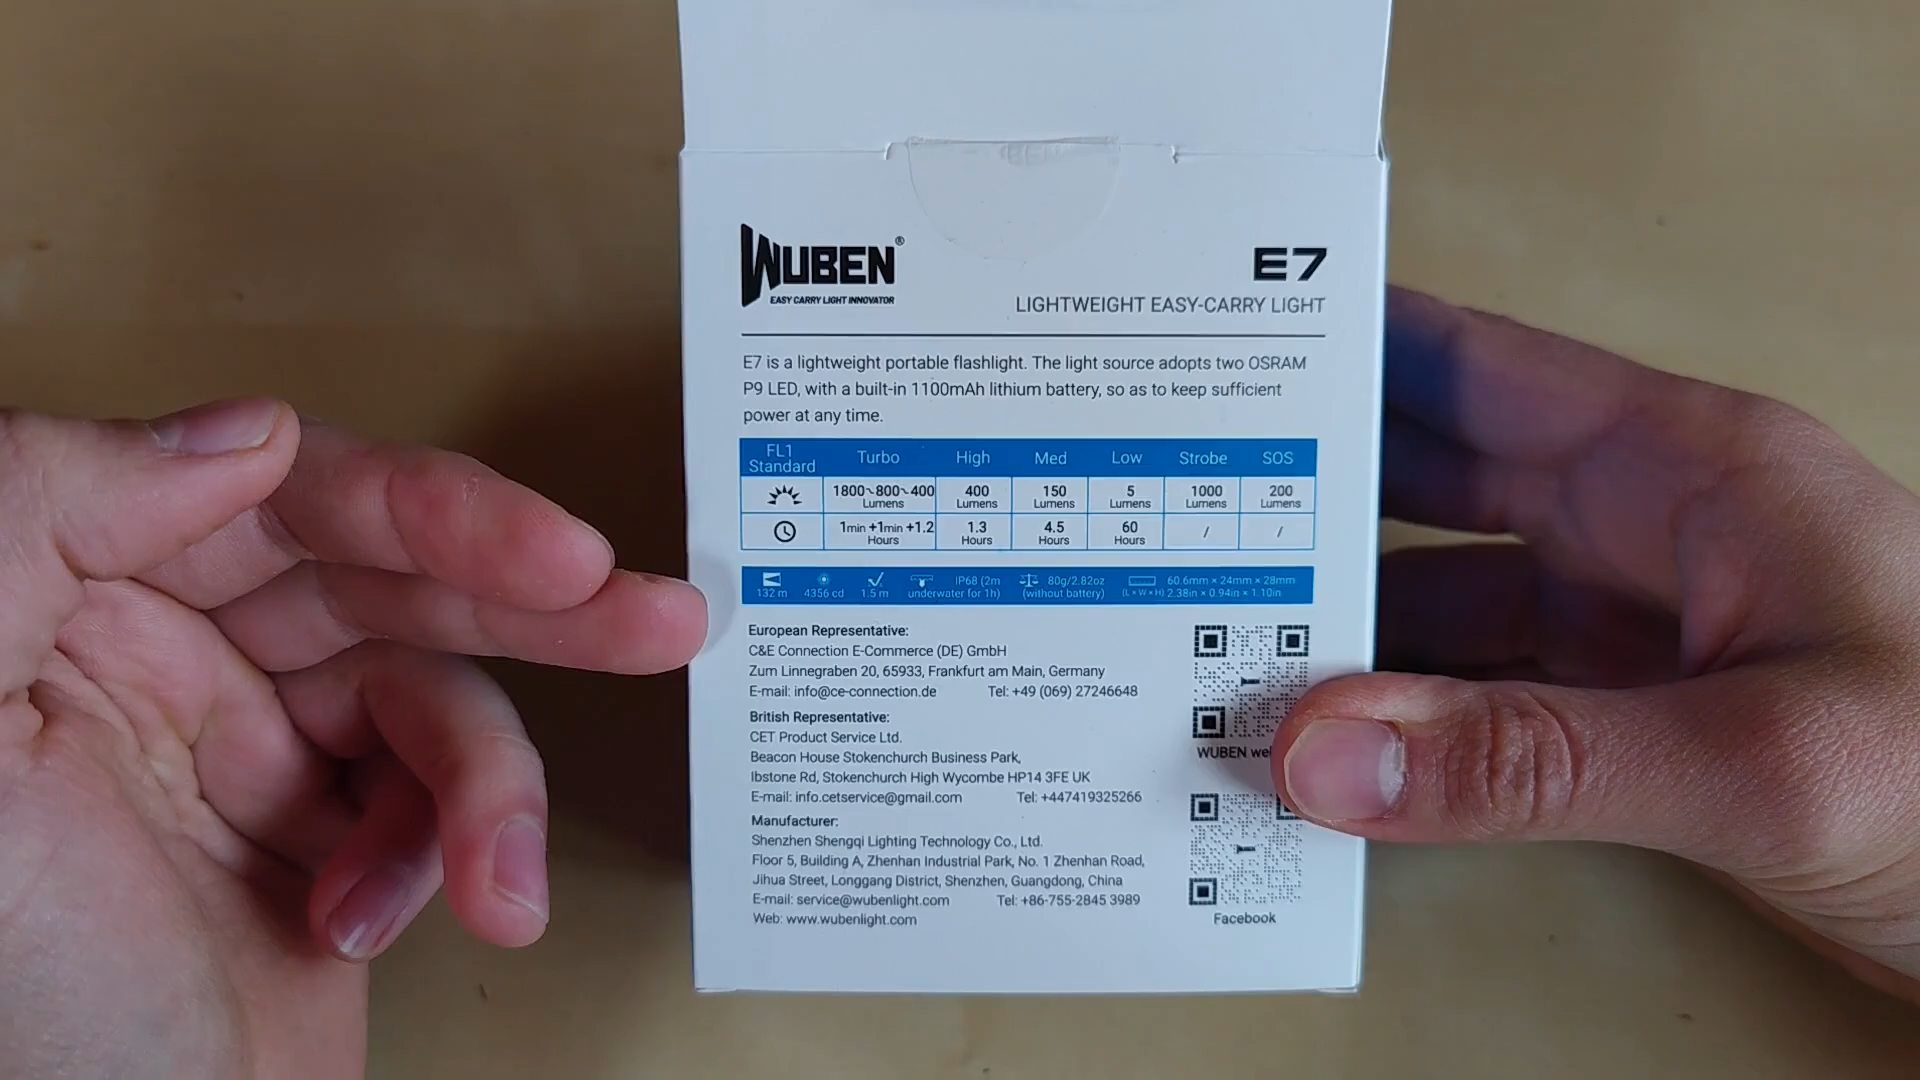 WUBEN®
EASY CARRY LIGHT INNOVATOR
E7
LIGHTWEIGHT EASY-CARRY LIGHT
E7 is a lightweight portable flashlight. The light source adopts two OSRAM
P9 LED, with a built-in 1100mAh lithium battery, so as to keep sufficient
power at any time.
FL1 Standard Turbo High Med Low Strobe SOS
1800~800~400 Lumens 400 Lumens 150 Lumens 5 Lumens 1000 Lumens 200 Lumens
1min +1min +1.2 Hours 1.3 Hours 4.5 Hours 60 Hours / /
132 m 4356 cd 1.5 m IP68 (2m underwater for 1h) 80g/2.82oz (without battery) 60.6mm × 24mm × 28mm (L × W × H) 2.38in × 0.94in × 1.10in
European Representative:
C&E Connection E-Commerce (DE) GmbH
Zum Linnegraben 20, 65933, Frankfurt am Main, Germany
E-mail: info@ce-connection.de Tel: +49 (069) 27246648
British Representative:
CET Product Service Ltd.
Beacon House Stokenchurch Business Park,
Ibstone Rd, Stokenchurch High Wycombe HP14 3FE UK
E-mail: info.cetservice@gmail.com Tel: +447419325266
Manufacturer:
Shenzhen Shengqi Lighting Technology Co., Ltd.
Floor 5, Building A, Zhenhan Industrial Park, No. 1 Zhenhan Road,
Jihua Street, Longgang District, Shenzhen, Guangdong, China
E-mail: service@wubenlight.com Tel: +86-755-2845 3989
Web: www.wubenlight.com
WUBEN
Facebook